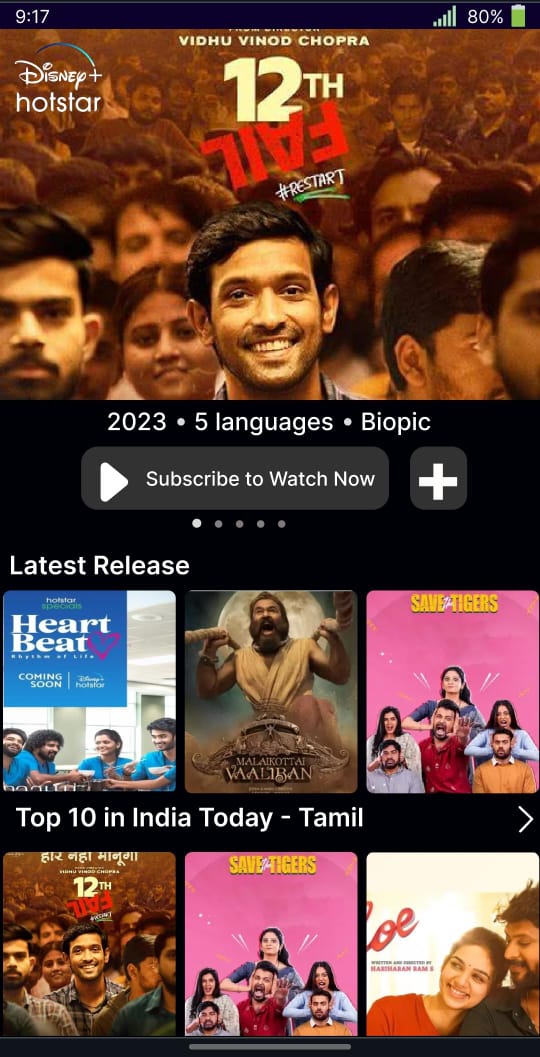 9:17
80%
VIDHU VINOD CHOPRA
Disney+
hotstar
12TH
FAIL
#RESTART
2023 • 5 languages • Biopic
Subscribe to Watch Now
Latest Release
hotstar
specials
Heart
Beat
Rhythm of Life
COMING
SOON
Disney+
hotstar
MALAIKOTTAI
VAALIBAN
SAVE the TIGERS
Top 10 in India Today - Tamil
हार नहीं मानूँगा
VIDHU VINOD CHOPRA
12TH
FAIL
#RESTART
SAVE the TIGERS
loe
WRITTEN AND DIRECTED BY
HARIHARAN RAM S